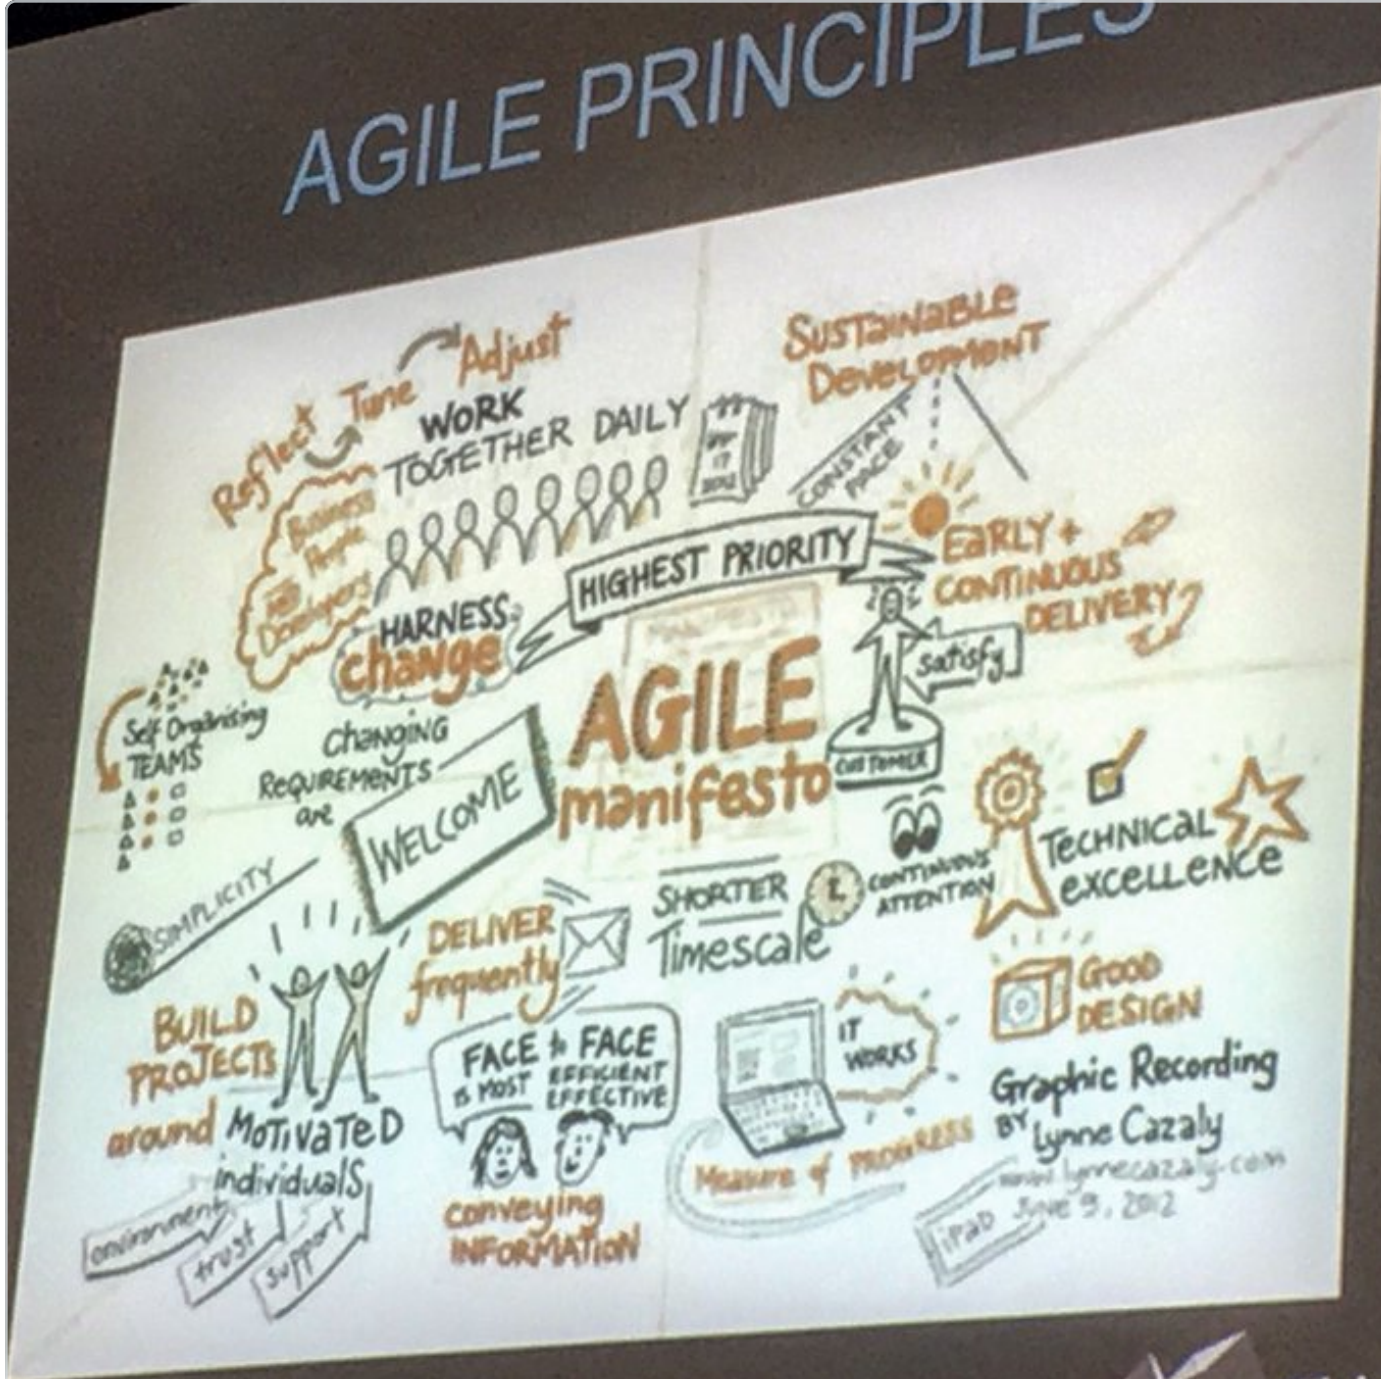 AGILE PRINCIPLES
Reflect
Tune
Adjust
WORK
TOGETHER DAILY
Business
People
and
Developers
SUSTAINABLE
DEVELOPMENT
CONSTANT
PACE
HIGHEST PRIORITY
EARLY +
CONTINUOUS
DELIVERY
HARNESS
change
satisfy
CUSTOMER
Self Organising
TEAMS
Changing
REQUIREMENTS
are
WELCOME
MANIFESTO
AGILE
manifesto
SIMPLICITY
CONTINUOUS
ATTENTION
TECHNICAL
EXCELLENCE
DELIVER
frequently
SHORTER
Timescale
GOOD
DESIGN
BUILD
PROJECTS
around MOTIVATED
individuals
environment
trust
support
FACE to FACE
IS MOST EFFICIENT
EFFECTIVE
conveying
INFORMATION
IT
WORKS
Measure of PROGRESS
Graphic Recording
BY Lynne Cazaly
www.lynnecazaly.com
iPad June 9, 2012